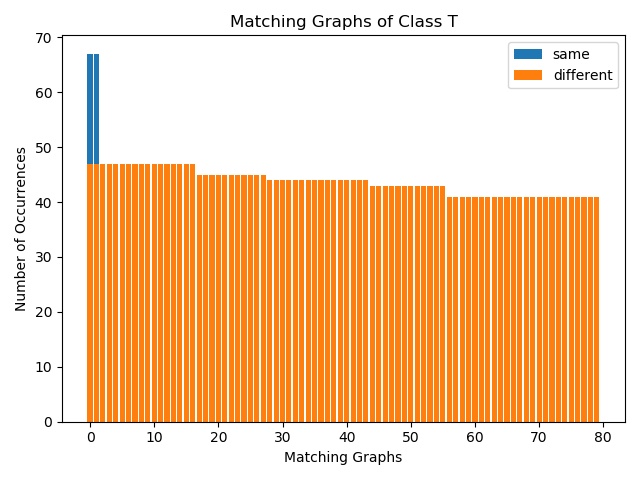 Matching Graphs of Class T
same
different
Number of Occurrences
70
60
50
40
30
20
10
0
0 10 20 30 40 50 60 70 80
Matching Graphs